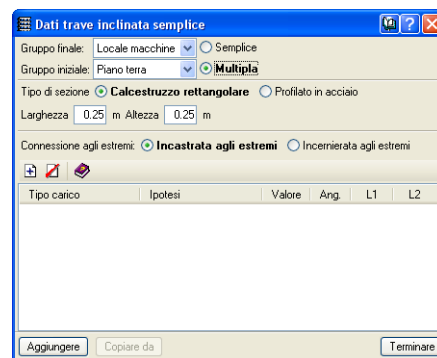 Dati trave inclinata semplice
Gruppo finale: Locale macchine Semplice
Gruppo iniziale: Piano terra Multipla
Tipo di sezione Calcestruzzo rettangolare Profilato in acciaio
Larghezza 0.25 m Altezza 0.25 m
Connessione agli estremi: Incastrata agli estremi Incernierata agli estremi
Tipo carico Ipotesi Valore Ang. L1 L2
Aggiungere Copiare da Terminare